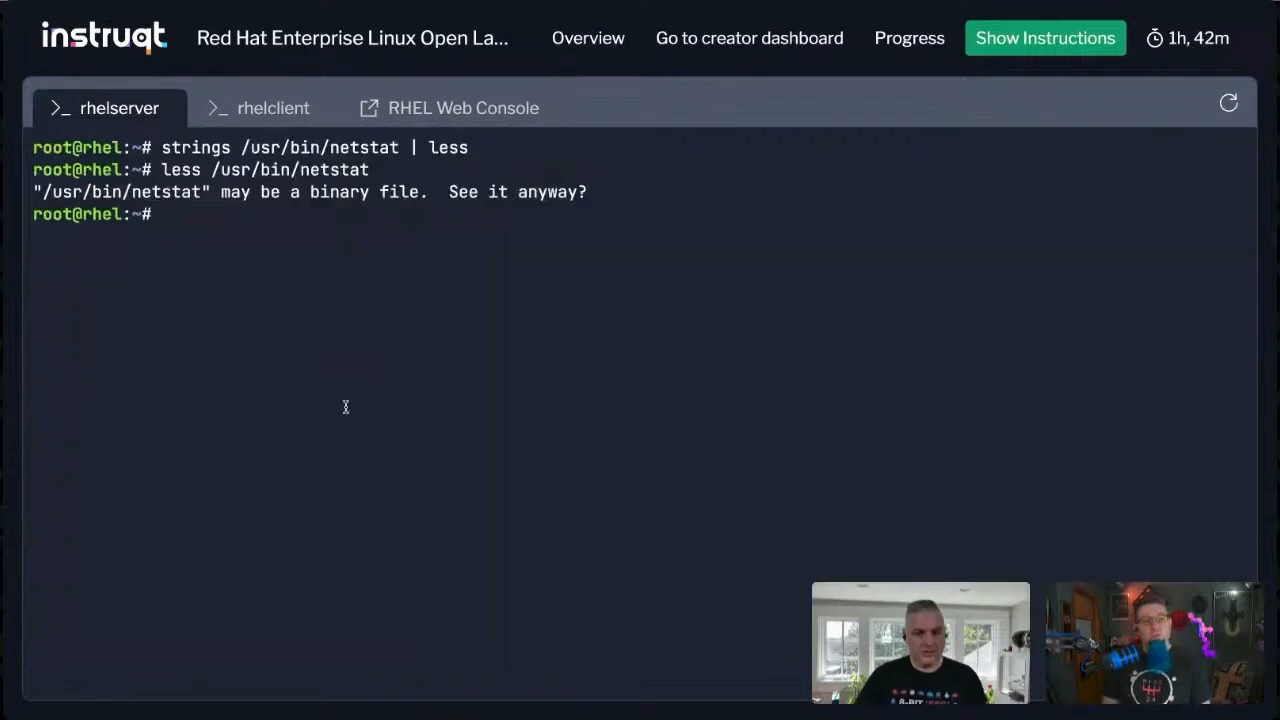 instruqt
Red Hat Enterprise Linux Open La...
Overview
Go to creator dashboard
Progress
Show Instructions
1h, 42m
>_ rhelserver
>_ rhelclient
RHEL Web Console
root@rhel:~# strings /usr/bin/netstat | less
root@rhel:~# less /usr/bin/netstat
"/usr/bin/netstat" may be a binary file.  See it anyway?
root@rhel:~#
8-BIT